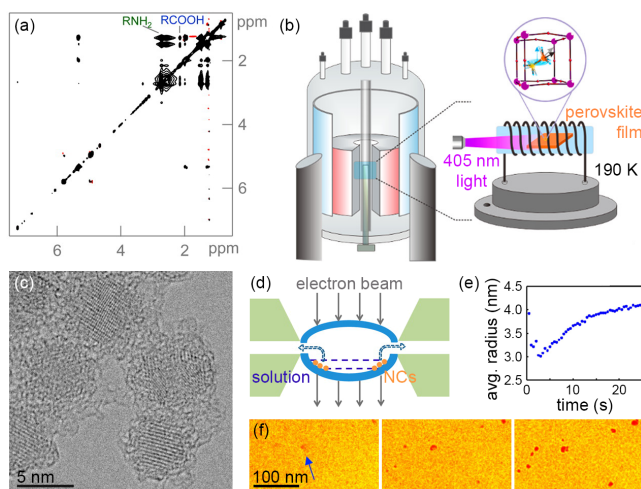 (a)
RNH2
RCOOH
ppm
2
4
6
6
4
2
ppm
(b)
405 nm
light
perovskite
film
190 K
(c)
5 nm
(d)
electron beam
solution
NCs
(e)
avg. radius (nm)
4.5
4.0
3.5
3.0
2.5
0
10
20
time (s)
(f)
100 nm